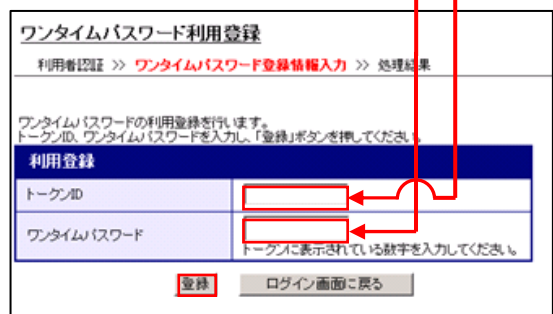 ワンタイムパスワード利用登録
利用者認証 >> ワンタイムパスワード登録情報入力 >> 処理結果
ワンタイムパスワードの利用登録を行います。
トークンID、ワンタイムパスワードを入力し、「登録」ボタンを押してください。
利用登録
トークンID
ワンタイムパスワード
トークンに表示されている数字を入力してください。
登録 ログイン画面に戻る